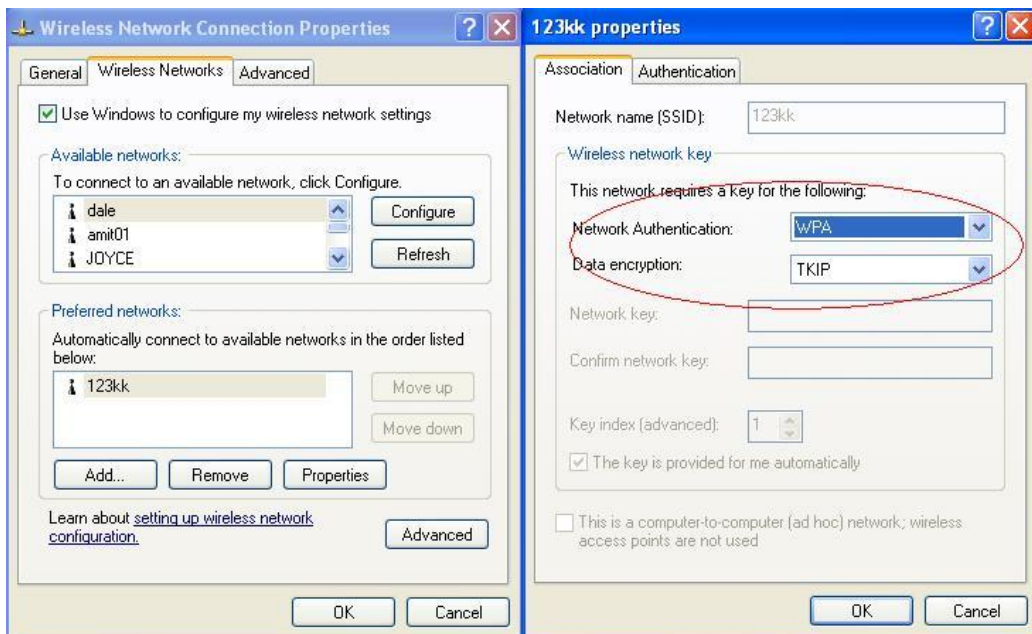 Wireless Network Connection Properties
General
Wireless Networks
Advanced
Use Windows to configure my wireless network settings
Available networks:
To connect to an available network, click Configure.
dale
amit01
JOYCE
Configure
Refresh
Preferred networks:
Automatically connect to available networks in the order listed
below:
123kk
Move up
Move down
Add...
Remove
Properties
Learn about setting up wireless network
configuration.
Advanced
OK
Cancel
123kk properties
Association
Authentication
Network name (SSID):
123kk
Wireless network key
This network requires a key for the following:
Network Authentication:
WPA
Data encryption:
TKIP
Network key:
Confirm network key:
Key index (advanced):
1
The key is provided for me automatically
This is a computer-to-computer (ad hoc) network; wireless
access points are not used
OK
Cancel